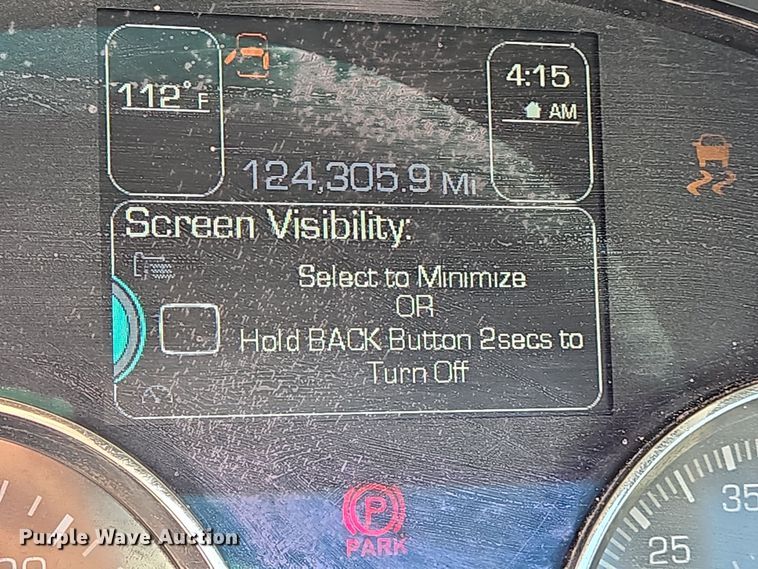 112°F
4:15
AM
124,305.9 Mi
Screen Visibility:
Select to Minimize
OR
Hold BACK Button 2secs to
Turn Off
P
PARK
35
25
Purple Wave Auction